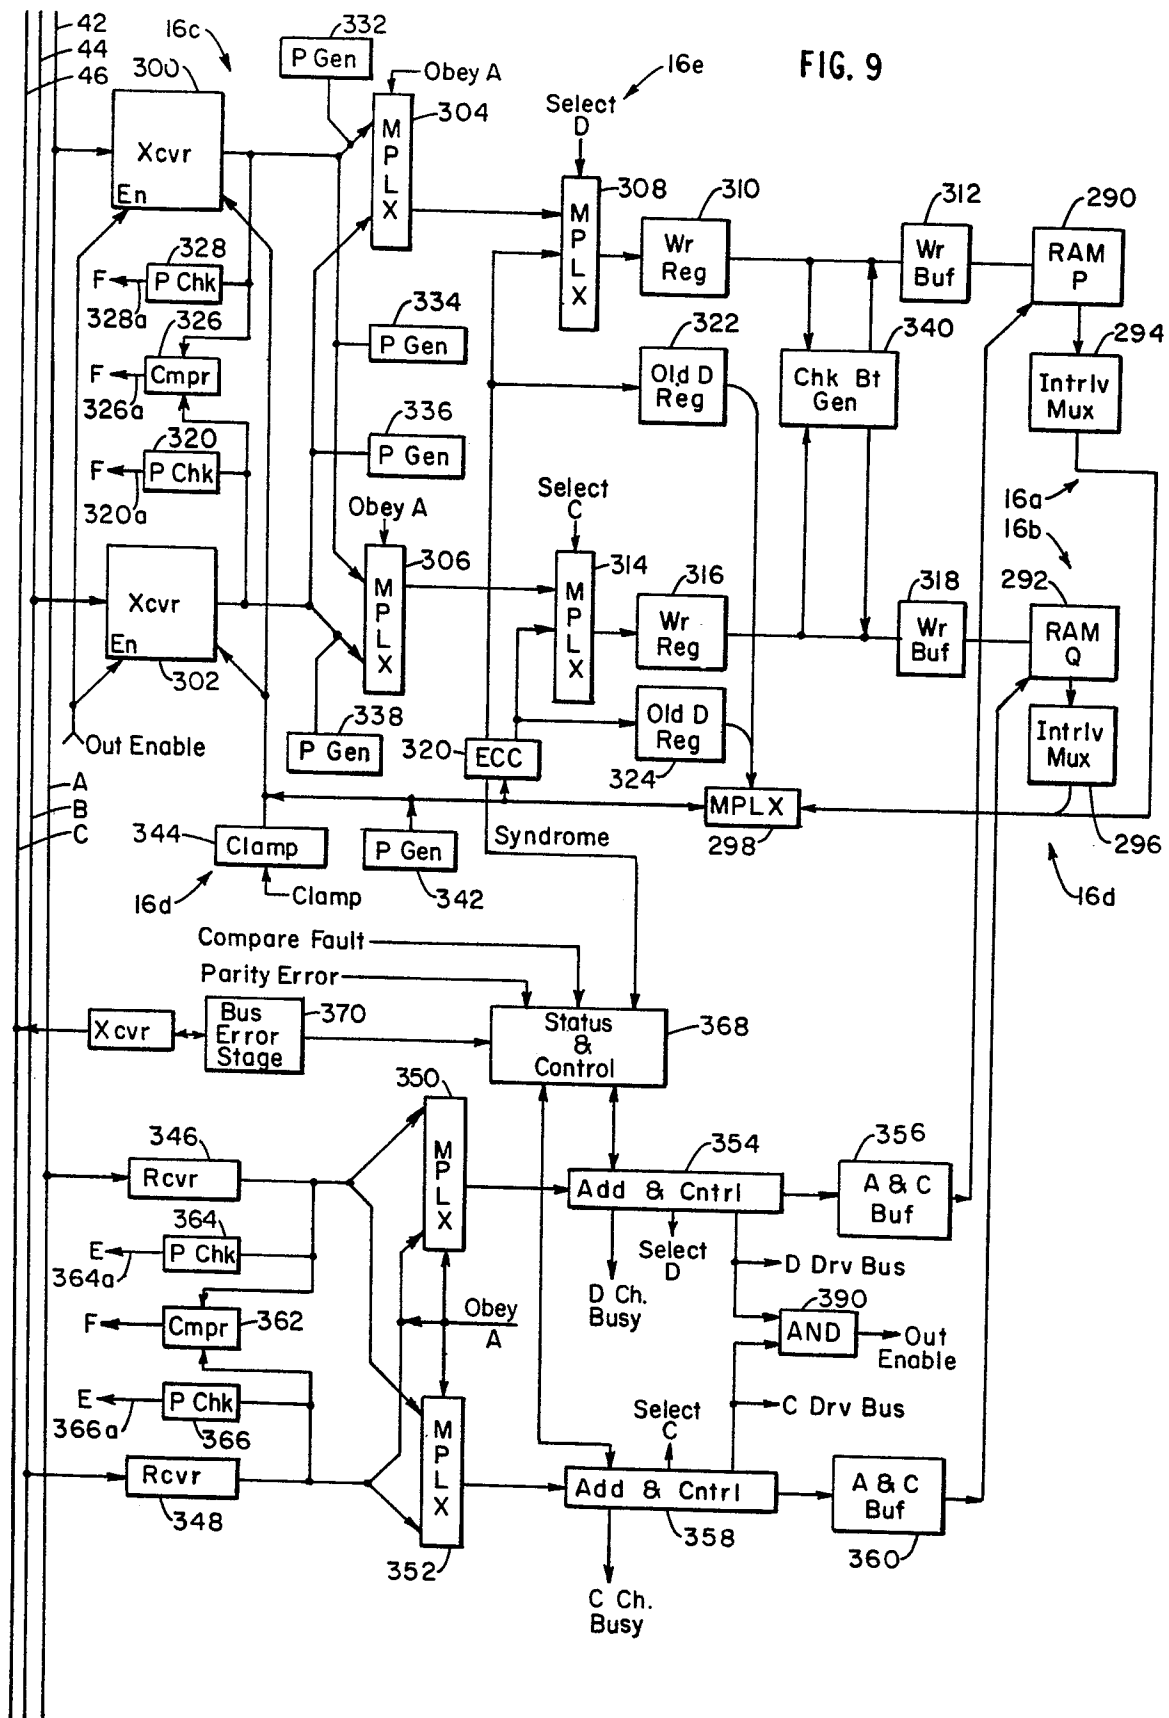 42
44
46
16c
332
P Gen
300
Xcvr
En
Obey A
304
MPLX
16e
FIG. 9
Select
D
308
MPLX
310
Wr
Reg
312
Wr
Buf
290
RAM
P
328
P Chk
F
328a
326
Cmpr
F
326a
320
P Chk
F
320a
334
P Gen
336
P Gen
322
Old D
Reg
340
Chk Bt
Gen
294
Intrlv
Mux
16a
16b
Select
C
Obey A
306
MPLX
314
MPLX
316
Wr
Reg
318
Wr
Buf
292
RAM
Q
Xcvr
En
302
Out Enable
338
P Gen
320
ECC
Old D
Reg
324
Intrlv
Mux
296
A
B
C
344
Clamp
Clamp
16d
P Gen
342
Syndrome
MPLX
298
16d
Compare Fault
Parity Error
Xcvr
Bus
Error
Stage
370
Status
&
Control
368
350
MPLX
346
Rcvr
364
P Chk
E
364a
Cmpr
362
F
P Chk
366
E
366a
Rcvr
348
Obey
A
MPLX
352
354
Add & Cntrl
Select
D
D Ch.
Busy
356
A & C
Buf
D Drv Bus
390
AND
Out
Enable
C Drv Bus
Select
C
Add & Cntrl
358
C Ch.
Busy
A & C
Buf
360